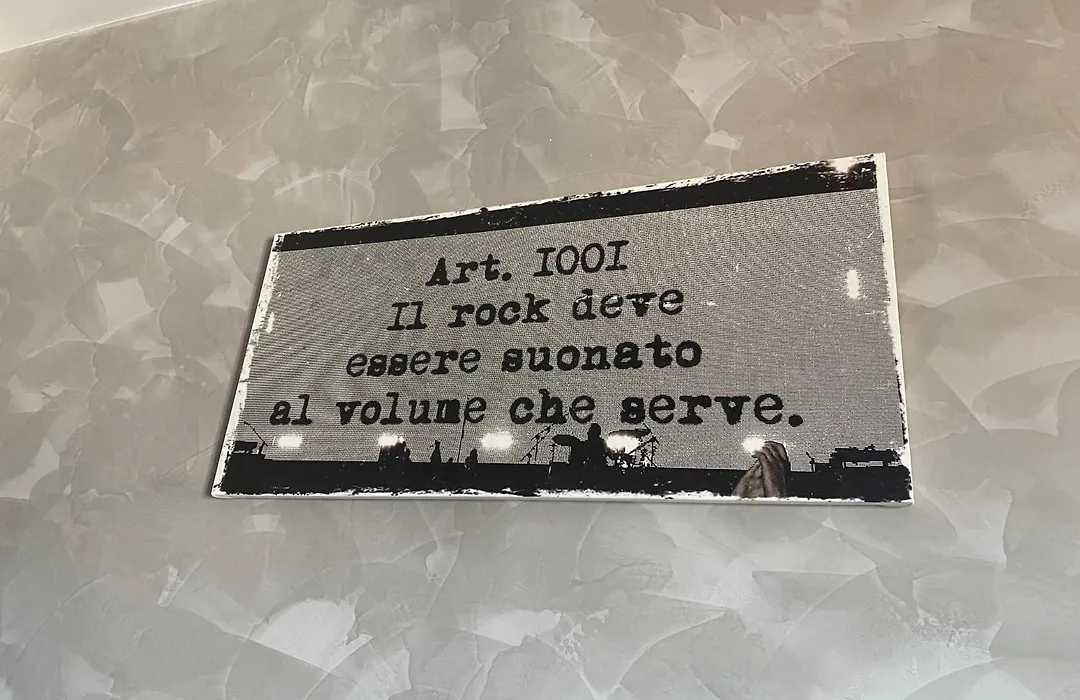 Art. 1001
Il rock deve
essere suonato
al volume che serve.